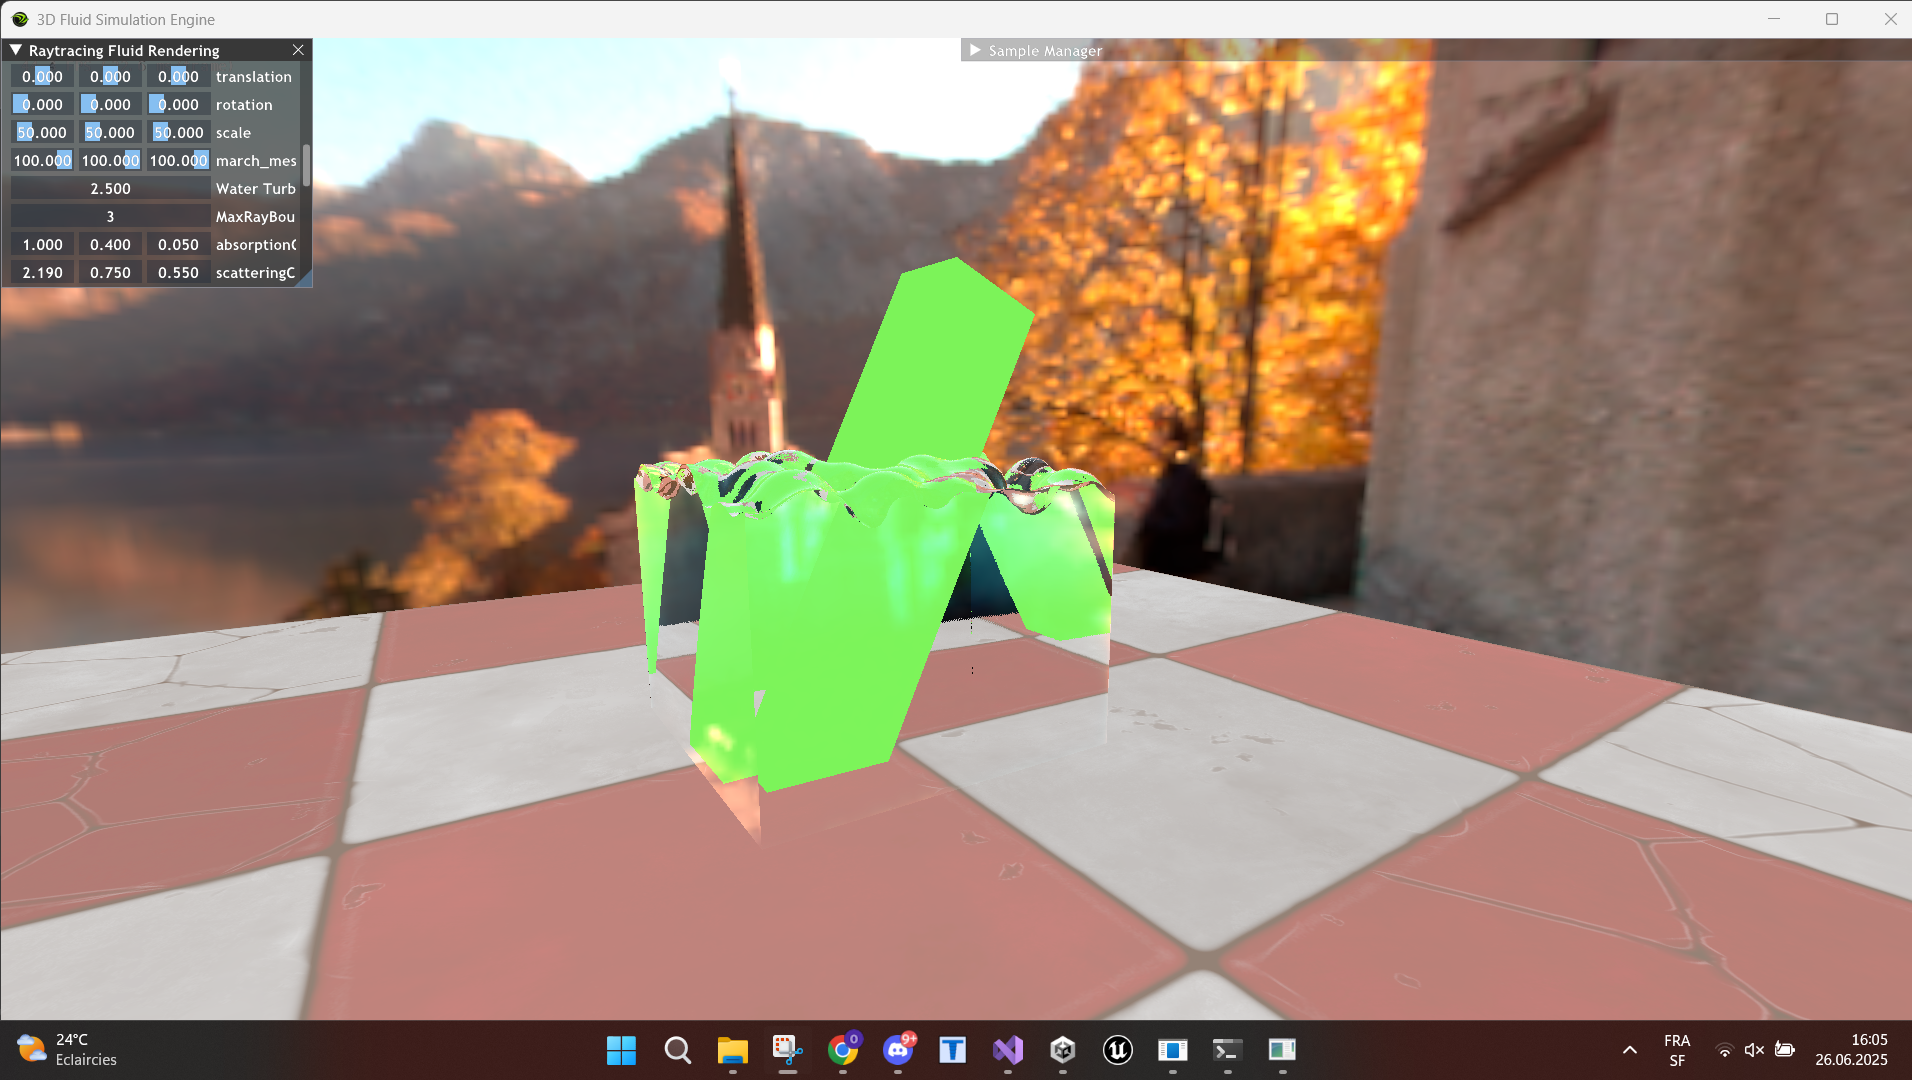 3D Fluid Simulation Engine
Raytracing Fluid Rendering
0.000 0.000 0.000 translation
0.000 0.000 0.000 rotation
50.000 50.000 50.000 scale
100.000 100.000 100.000 march_mes
2.500 Water Turb
3 MaxRayBou
1.000 0.400 0.050 absorption
2.190 0.750 0.550 scatteringC
Sample Manager
24°C
Eclaircies
0
9+
T
FRA
SF
16:05
26.06.2025